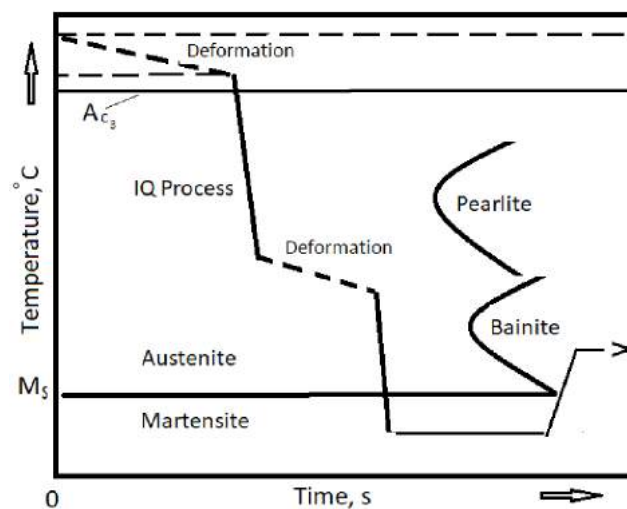 Deformation
Ac₃
Temperature,°C
IQ Process
Pearlite
Deformation
Bainite
Austenite
Mₛ
Martensite
0
Time, s